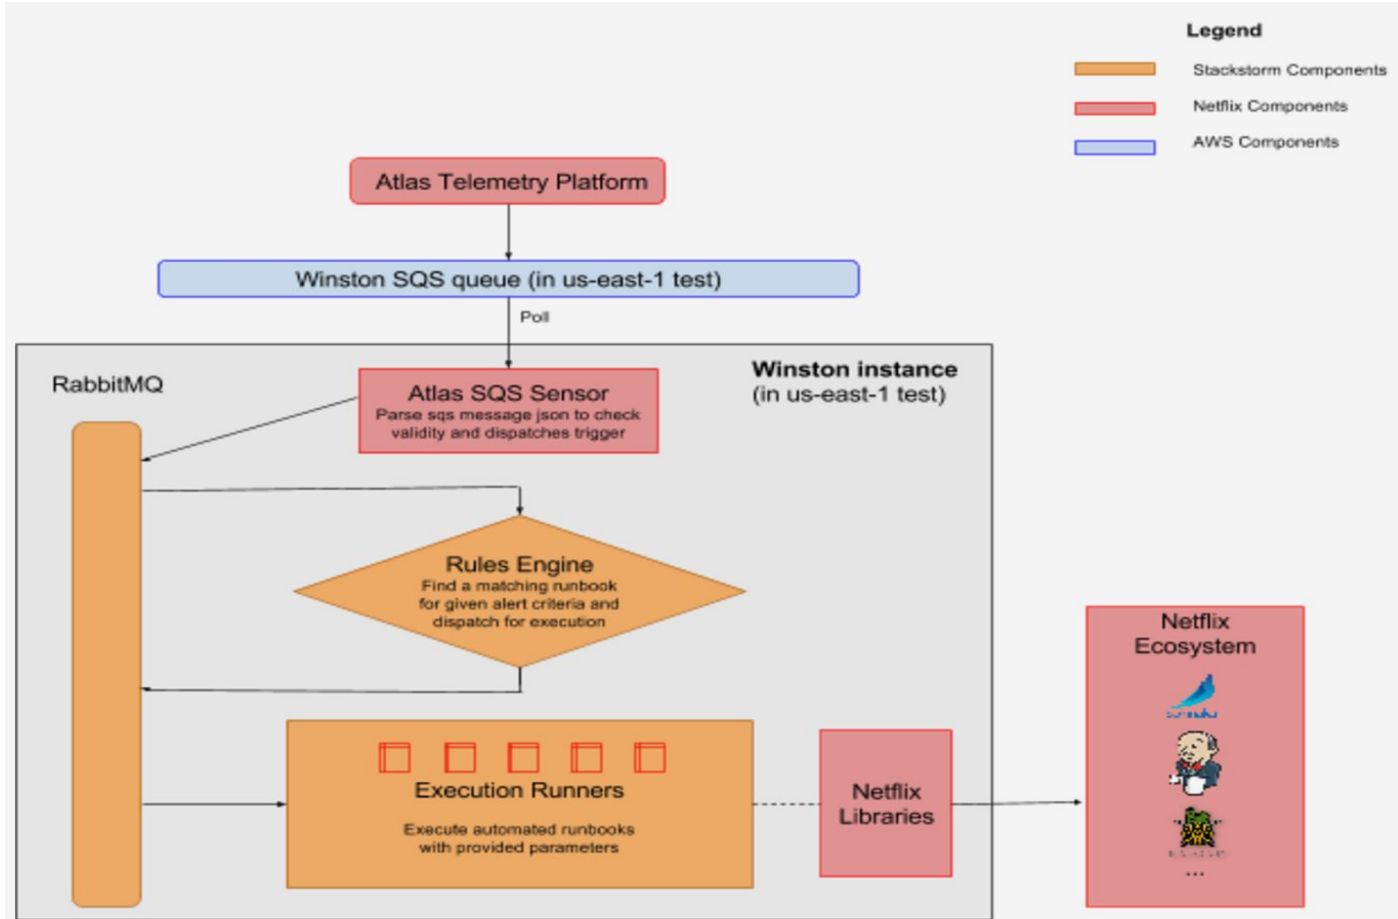 Legend
Stackstorm Components
Netflix Components
AWS Components
Atlas Telemetry Platform
Winston SQS queue (in us-east-1 test)
Poll
RabbitMQ
Atlas SQS Sensor
Parse sqs message json to check
validity and dispatches trigger
Winston instance
(in us-east-1 test)
Rules Engine
Find a matching runbook
for given alert criteria and
dispatch for execution
Execution Runners
Execute automated runbooks
with provided parameters
Netflix
Libraries
Netflix
Ecosystem
...